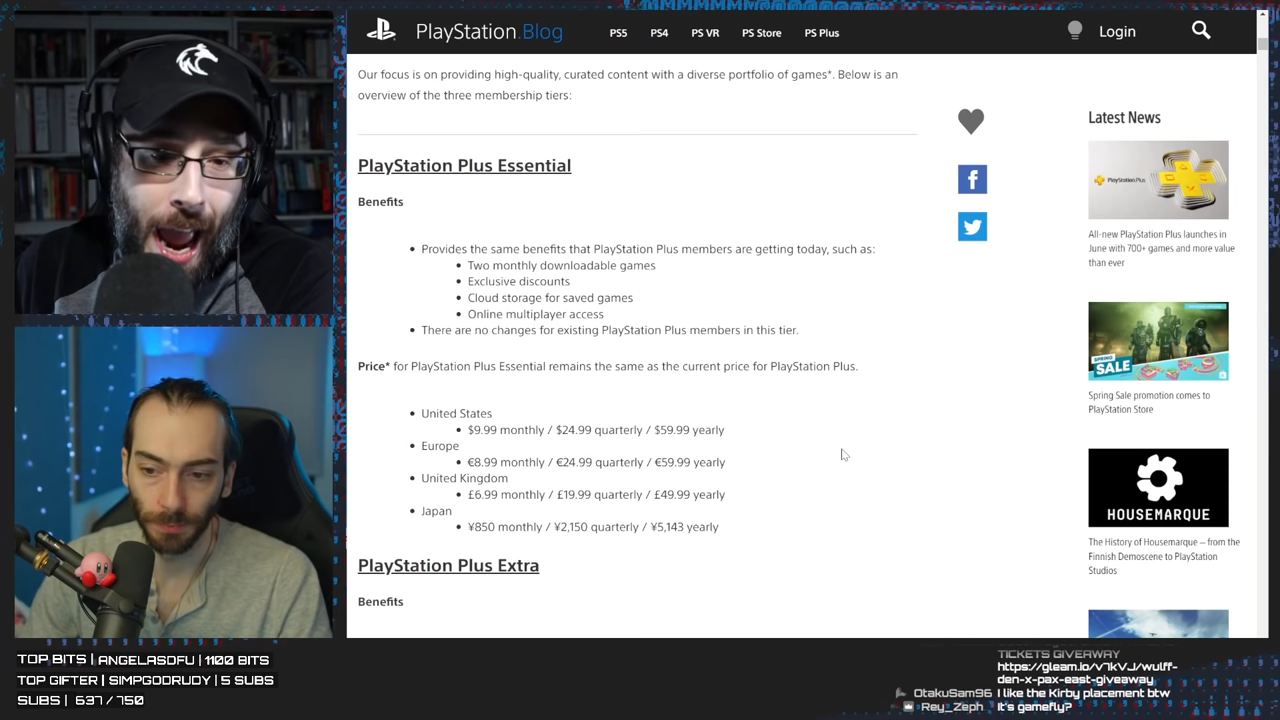 PlayStation.Blog
PS5
PS4
PS VR
PS Store
PS Plus
Login
Our focus is on providing high-quality, curated content with a diverse portfolio of games*. Below is an
overview of the three membership tiers:
PlayStation Plus Essential
Benefits
Provides the same benefits that PlayStation Plus members are getting today, such as:
Two monthly downloadable games
Exclusive discounts
Cloud storage for saved games
Online multiplayer access
There are no changes for existing PlayStation Plus members in this tier.
Price* for PlayStation Plus Essential remains the same as the current price for PlayStation Plus.
United States
$9.99 monthly / $24.99 quarterly / $59.99 yearly
Europe
€8.99 monthly / €24.99 quarterly / €59.99 yearly
United Kingdom
£6.99 monthly / £19.99 quarterly / £49.99 yearly
Japan
¥850 monthly / ¥2,150 quarterly / ¥5,143 yearly
PlayStation Plus Extra
Benefits
Latest News
PlayStation.Plus
All-new PlayStation Plus launches in
June with 700+ games and more value
than ever
SPRING
SALE
Spring Sale promotion comes to
PlayStation Store
HOUSEMARQUE
The History of Housemarque – from the
Finnish Demoscene to PlayStation
Studios
TOP BITS | ANGELASDFU | 1100 BITS
TOP GIFTER | SIMPGODRUDY | 5 SUBS
SUBS | 637 / 750
TICKETS GIVEAWAY
https://gleam.io/v7kVJ/wulff-
den-x-pax-east-giveaway
OtakuSam96 I like the Kirby placement btw
Rey_Zeph It's gamefly?